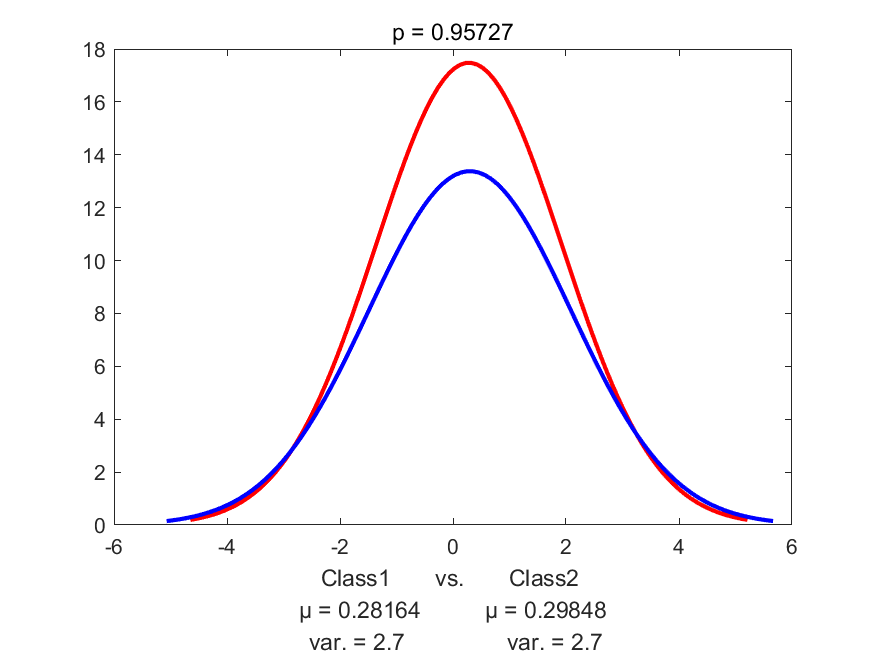 p = 0.95727
18
16
14
12
10
8
6
4
2
0
-6 -4 -2 0 2 4 6
Class1 vs. Class2
μ = 0.28164 μ = 0.29848
var. = 2.7 var. = 2.7